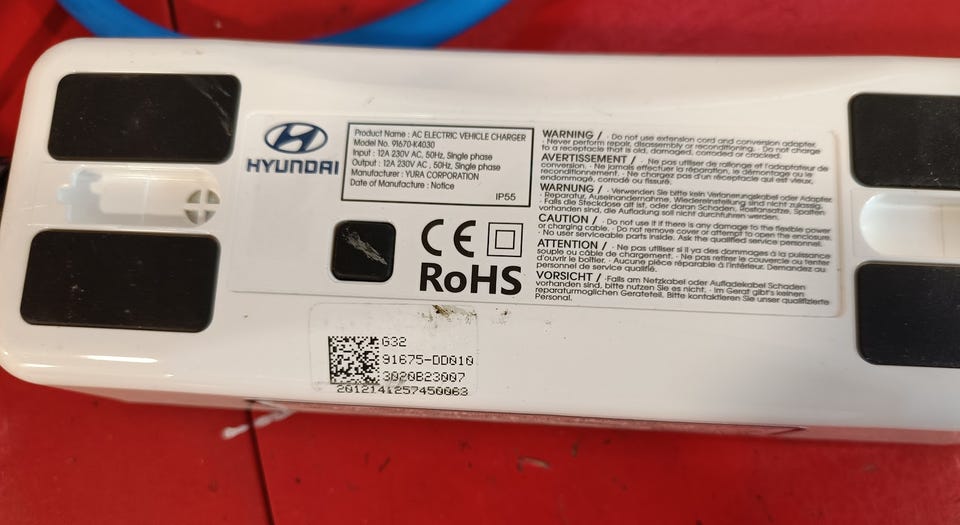 HYUNDAI
Product Name : AC ELECTRIC VEHICLE CHARGER
Model No. 91670-K4030
Input : 12A 230V AC, 50Hz, Single phase
Output : 12A 230V AC , 50Hz, Single phase
Manufacturer : YURA CORPORATION
Date of Manufacture : Notice
IP55
CE
RoHS
WARNING / · Do not use extension cord and conversion adapter.
· Never perform repair, disassembly or reconditioning. · Do not charge
to a receptacle that is old, damaged, corroded or cracked.
AVERTISSEMENT / · Ne pas utiliser de rallonge et l'adaptateur de
conversion. · Ne jamais effectuer la réparation, le démontage ou le
reconditionnement. · Ne chargez pas d'un réceptacle qui est vieux,
endommagé, corrodé ou fissuré.
WARNUNG / · Verwenden Sie bitte kein Verlanerungskabel oder Adapter.
· Reparatur, Auseinandernahme, Wiedereinstellung sind nicht zulässig.
· Falls die Steckdose alt ist, oder daran Schaden, Rostansatze, Spalten
vorhanden sind, die Aufladung soll nicht durchführen werden.
CAUTION / · Do not use it if there is any damage to the flexible power
or charging cable. · Do not remove cover or attempt to open the enclosure.
· No user serviceable parts inside. Ask the qualified service personnel.
ATTENTION / · Ne pas utiliser si il ya des dommages à la puissance
souple ou câble de chargement. · Ne pas retirer le couvercle ou tenter
d'ouvrir le boîtier. · Aucune pièce réparable à l'intérieur. Demandez au
personnel de service qualifié.
VORSICHT / ·Falls am Netzkabel oder Aufladekabel Schaden
vorhanden sind, bitte nutzen Sie es nicht. · Im Gerat gibt's keinen
reparaturmoglichen Gerateteil. Bitte kontaktieren Sie unser qualifizierte
Personal.
G32
91675-DD010
3020B23007
2012141257450063